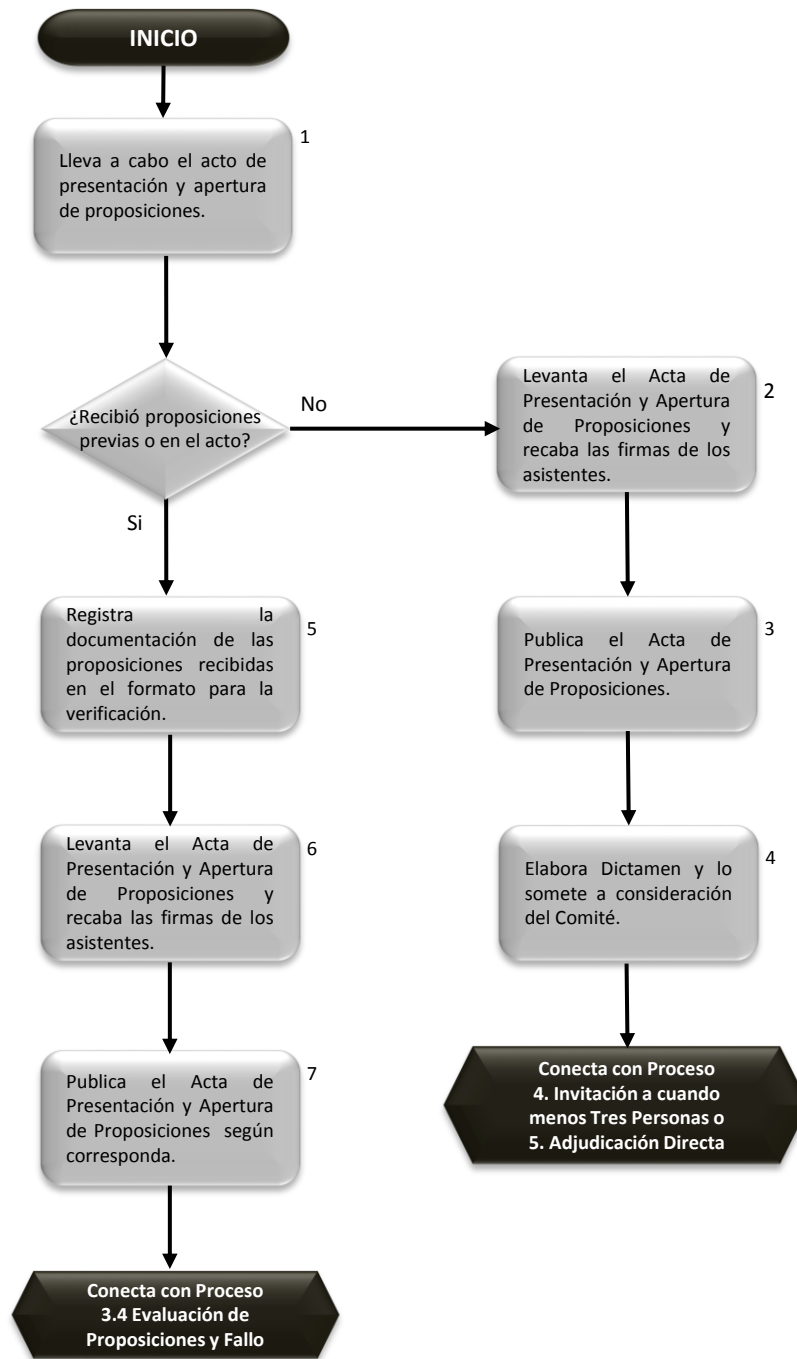 INICIO
1
Lleva a cabo el acto de
presentación y apertura
de proposiciones.
¿Recibió proposiciones
previas o en el acto?
No
2
Levanta el Acta de
Presentación y Apertura
de Proposiciones y
recaba las firmas de los
asistentes.
3
Publica el Acta de
Presentación y Apertura
de Proposiciones.
4
Elabora Dictamen y lo
somete a consideración
del Comité.
Conecta con Proceso
4. Invitación a cuando
menos Tres Personas o
5. Adjudicación Directa
Si
5
Registra la
documentación de las
proposiciones recibidas
en el formato para la
verificación.
6
Levanta el Acta de
Presentación y Apertura
de Proposiciones y
recaba las firmas de los
asistentes.
7
Publica el Acta de
Presentación y Apertura
de Proposiciones según
corresponda.
Conecta con Proceso
3.4 Evaluación de
Proposiciones y Fallo